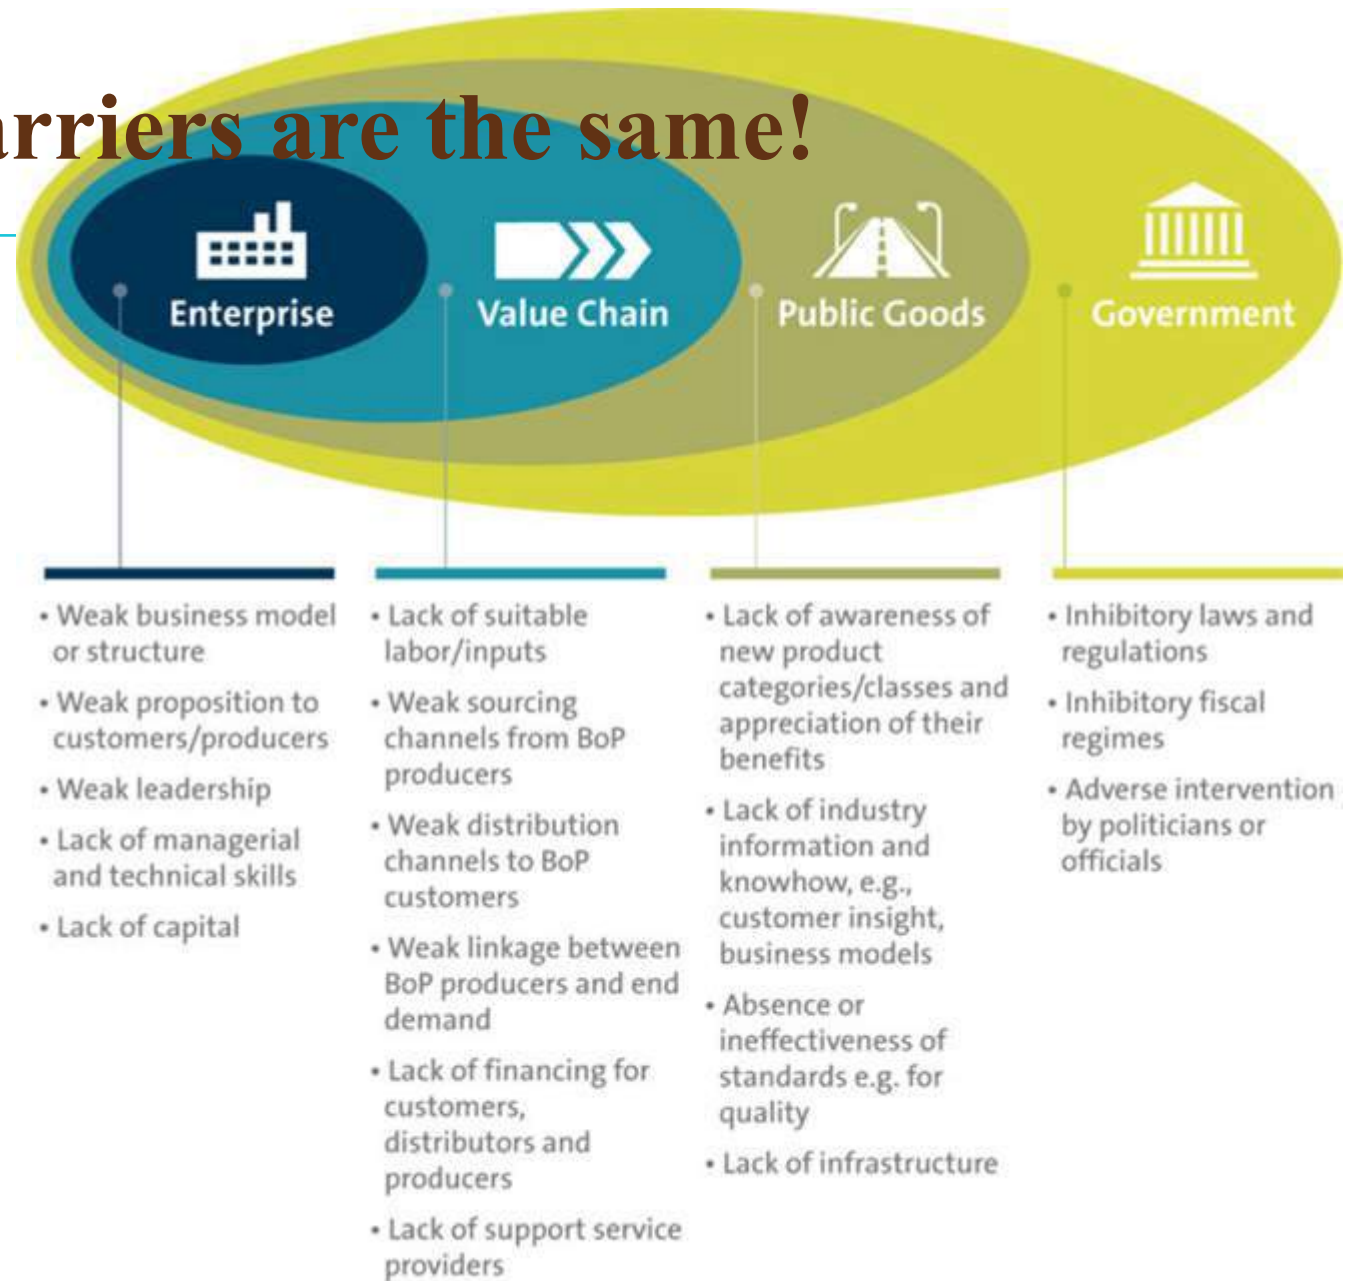 arriers are the same!
Enterprise
Value Chain
Public Goods
Government
• Weak business model
or structure
• Weak proposition to
customers/producers
• Weak leadership
• Lack of managerial
and technical skills
• Lack of capital
• Lack of suitable
labor/inputs
• Weak sourcing
channels from BoP
producers
• Weak distribution
channels to BoP
customers
• Weak linkage between
BoP producers and end
demand
• Lack of financing for
customers,
distributors and
producers
• Lack of support service
providers
• Lack of awareness of
new product
categories/classes and
appreciation of their
benefits
• Lack of industry
information and
knowhow, e.g.,
customer insight,
business models
• Absence or
ineffectiveness of
standards e.g. for
quality
• Lack of infrastructure
• Inhibitory laws and
regulations
• Inhibitory fiscal
regimes
• Adverse intervention
by politicians or
officials